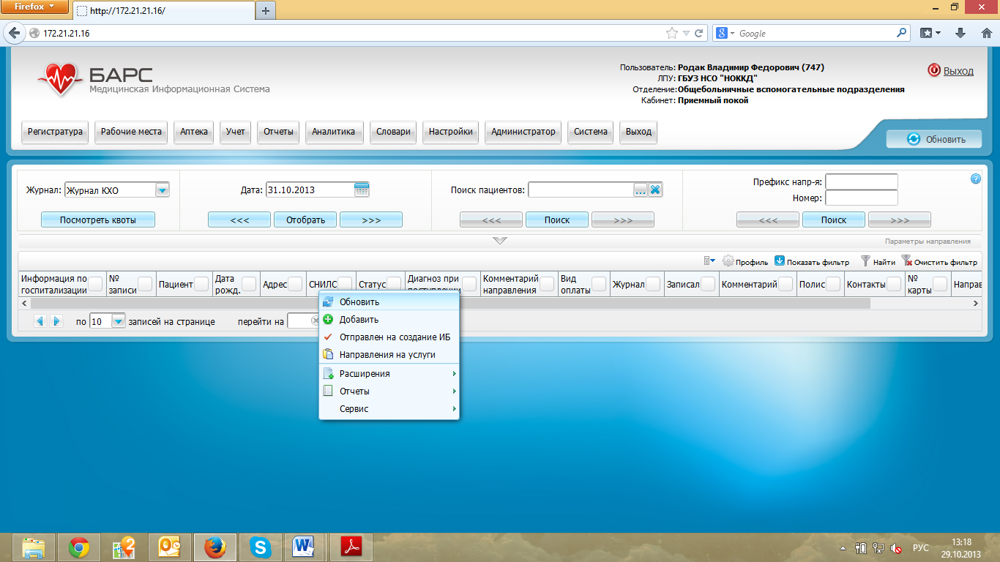 Firefox
http://172.21.21.16/
172.21.21.16
Google
БАРС
Медицинская Информационная Система
Пользователь: Родак Владимир Федорович (747)
ЛПУ: ГБУЗ НСО "НОККД"
Отделение: Общебольничные вспомогательные подразделения
Кабинет: Приемный покой
Выход
Регистратура Рабочие места Аптека Учет Отчеты Аналитика Словари Настройки Администратор Система Выход
Обновить
Журнал: Журнал КХО
Посмотреть квоты
Дата: 31.10.2013
<<< Отобрать >>>
Поиск пациентов: ...
<<< Поиск >>>
Префикс напр-я:
Номер:
<<< Поиск >>>
Параметры направления
Профиль Показать фильтр Найти Очистить фильтр
Информация по госпитализации
№ записи
Пациент
Дата рожд.
Адрес
СНИЛС
Статус
Диагноз при поступлении
Комментарий направления
Вид оплаты
Журнал
Записал
Комментарий
Полис
Контакты
№ карты
Направ
по 10 записей на странице перейти на
Обновить
Добавить
Отправлен на создание ИБ
Направления на услуги
Расширения
Отчеты
Сервис
РУС
13:18
29.10.2013